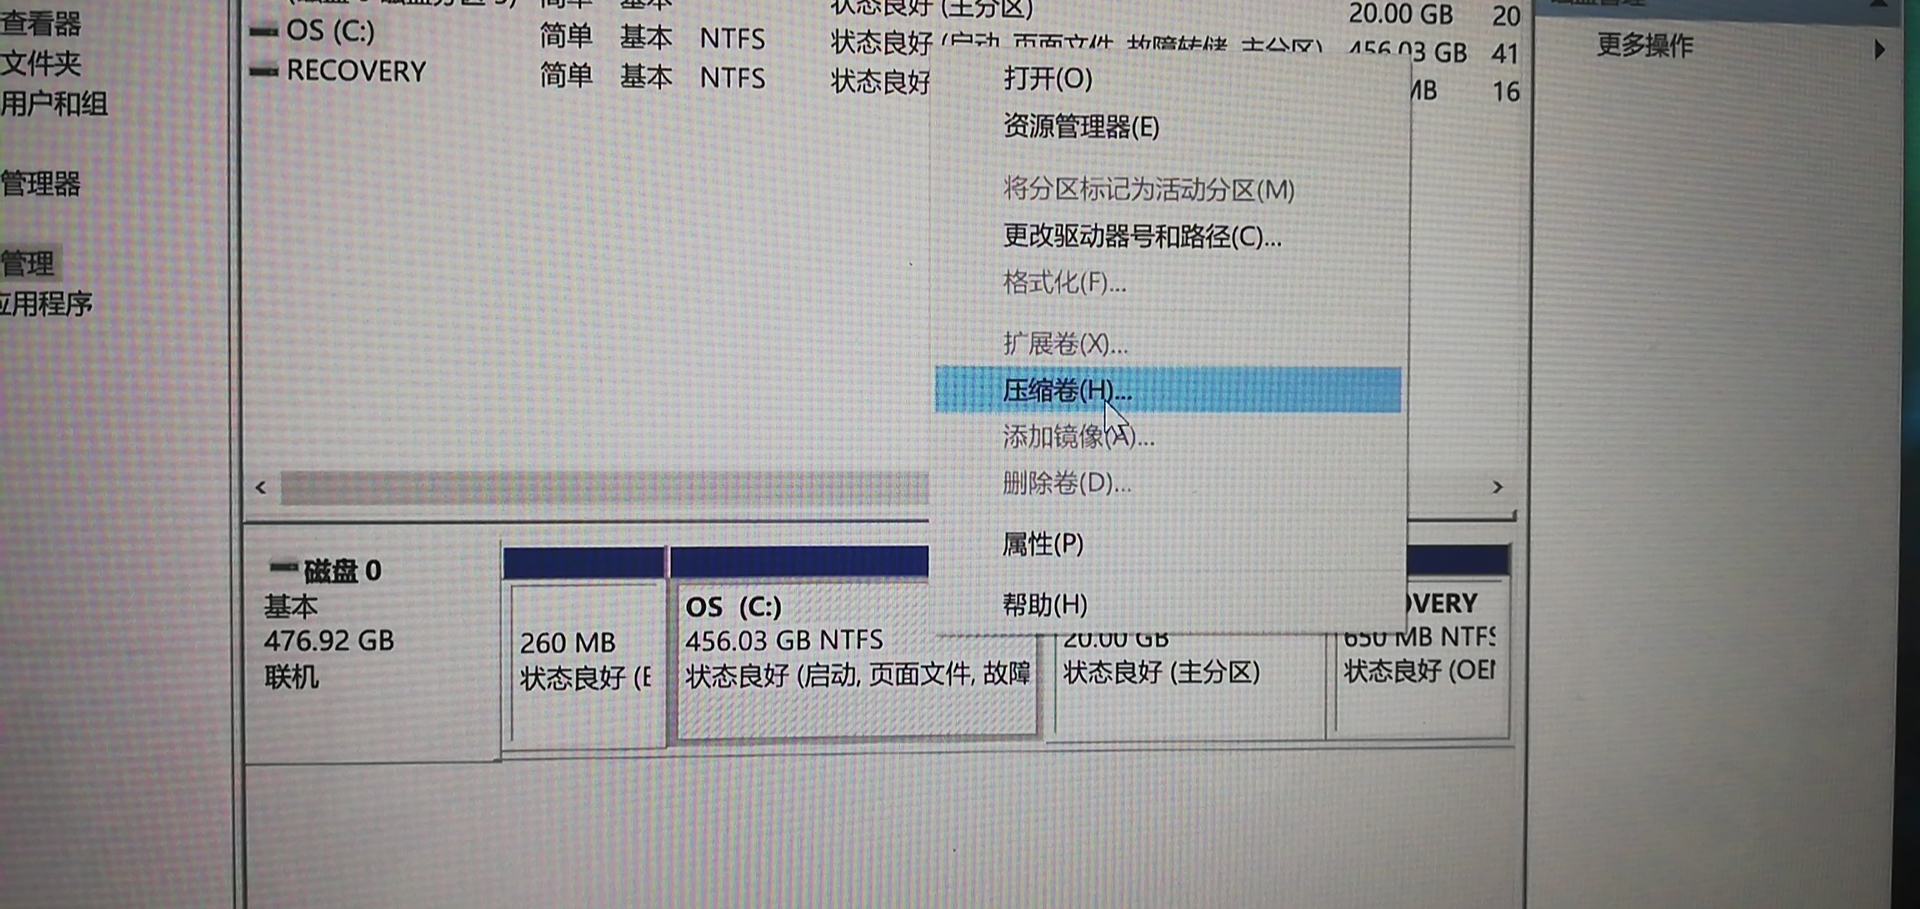 查看器
文件夹
用户和组
管理器
管理
应用程序
简单 基本 状态良好 (主分区) 20.00 GB 20
OS (C:) 简单 基本 NTFS 状态良好 (启动, 页面文件, 故障转储, 主分区) 456.03 GB 41
RECOVERY 简单 基本 NTFS 状态良好 MB 16
打开(O)
资源管理器(E)
将分区标记为活动分区(M)
更改驱动器号和路径(C)...
格式化(F)...
扩展卷(X)...
压缩卷(H)...
添加镜像(A)...
删除卷(D)...
属性(P)
帮助(H)
磁盘 0
基本
476.92 GB
联机
260 MB
状态良好 (E
OS (C:)
456.03 GB NTFS
状态良好 (启动, 页面文件, 故障
20.00 GB
状态良好 (主分区)
OVERY
650 MB NTFS
状态良好 (OEM
更多操作